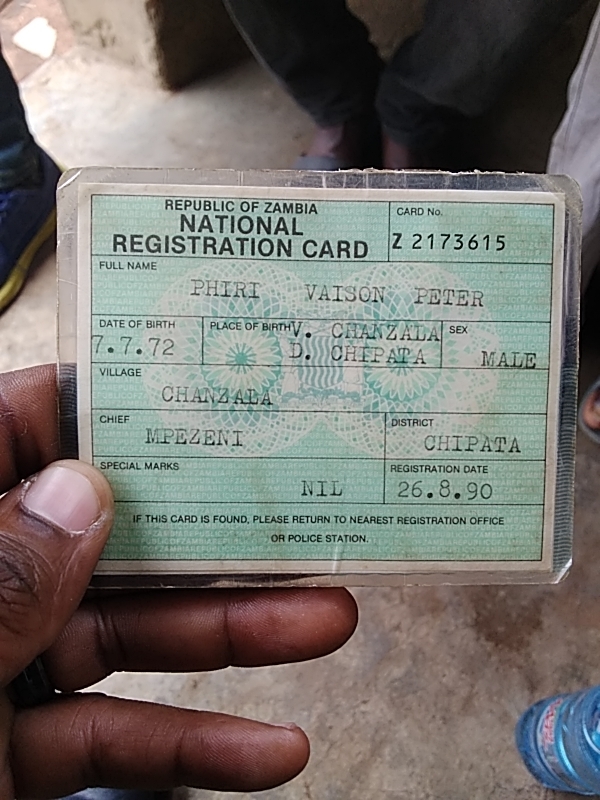 REPUBLIC OF ZAMBIA
NATIONAL
REGISTRATION CARD
CARD No.
Z 2173615
FULL NAME
PHIRI VAISON PETER
DATE OF BIRTH
7.7.72
PLACE OF BIRTH V. CHANZALA
D. CHIPATA
SEX
MALE
VILLAGE
CHANZALA
CHIEF
MPEZENI
DISTRICT
CHIPATA
SPECIAL MARKS
NIL
REGISTRATION DATE
26.8.90
IF THIS CARD IS FOUND, PLEASE RETURN TO NEAREST REGISTRATION OFFICE
OR POLICE STATION.